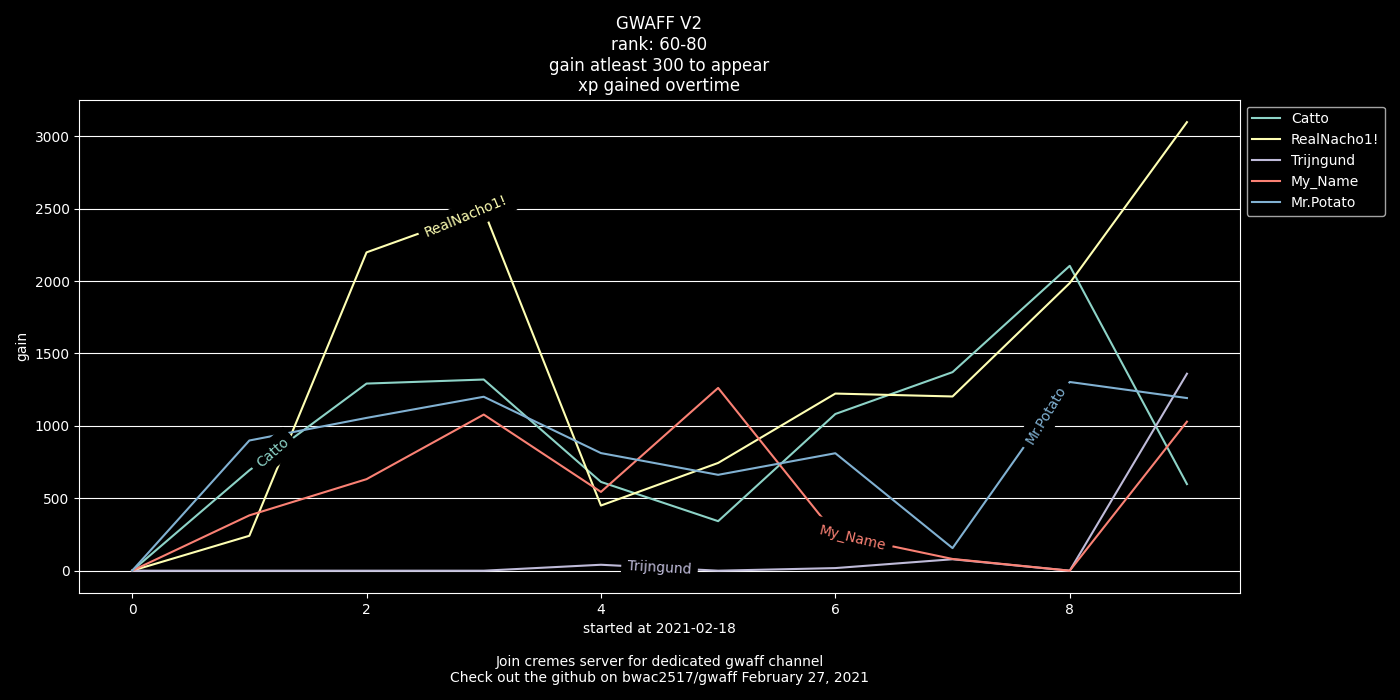 GWAFF V2
rank: 60-80
gain atleast 300 to appear
xp gained overtime
3000
2500
2000
1500
1000
500
0
gain
0 2 4 6 8
started at 2021-02-18
Catto
RealNacho1!
Trijngund
My_Name
Mr.Potato
Catto
RealNacho1!
Trijngund
My_Name
Mr.Potato
Join cremes server for dedicated gwaff channel
Check out the github on bwac2517/gwaff February 27, 2021